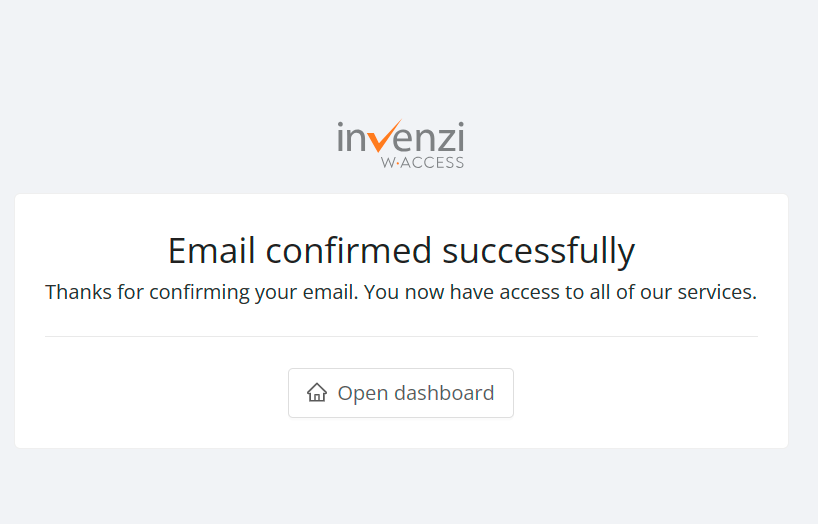 invenzi
W·ACCESS
Email confirmed successfully
Thanks for confirming your email. You now have access to all of our services.
Open dashboard